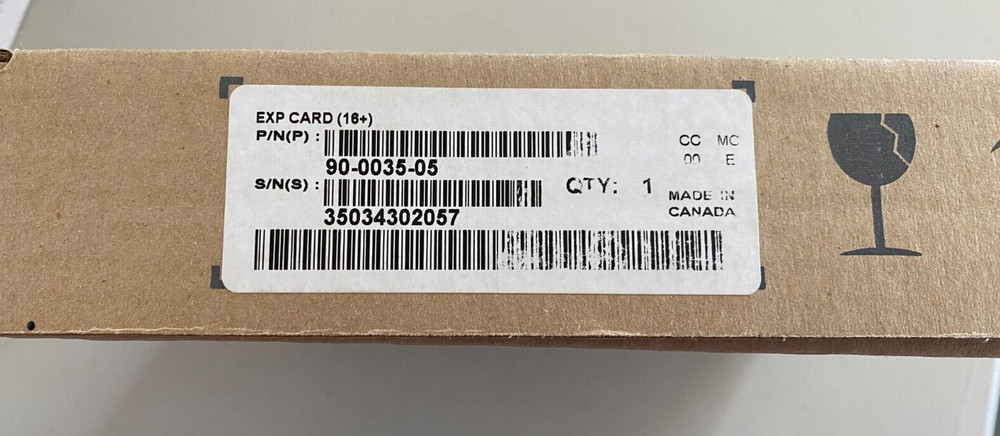 EXP CARD (16+)
P/N(P) :
90-0035-05
S/N(S) :
35034302057
QTY: 1
CC MC
00 E
MADE IN
CANADA